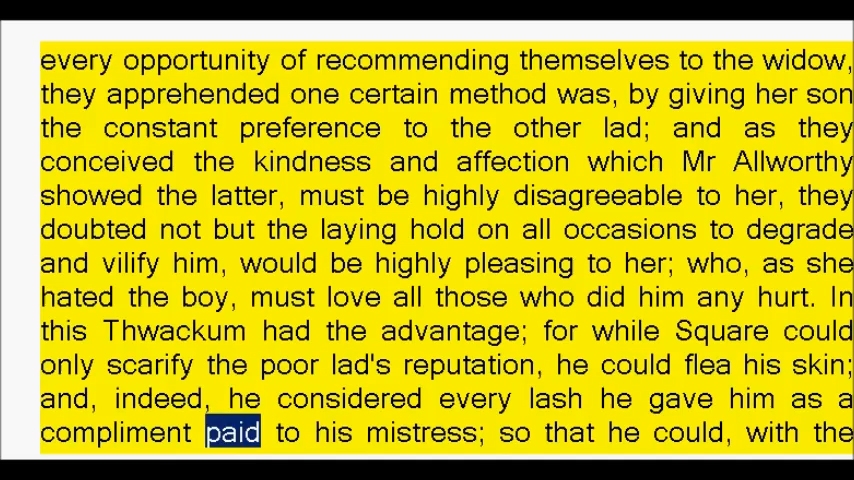 every opportunity of recommending themselves to the widow,
they apprehended one certain method was, by giving her son
the constant preference to the other lad; and as they
conceived the kindness and affection which Mr Allworthy
showed the latter, must be highly disagreeable to her, they
doubted not but the laying hold on all occasions to degrade
and vilify him, would be highly pleasing to her; who, as she
hated the boy, must love all those who did him any hurt. In
this Thwackum had the advantage; for while Square could
only scarify the poor lad's reputation, he could flea his skin;
and, indeed, he considered every lash he gave him as a
compliment paid to his mistress; so that he could, with the